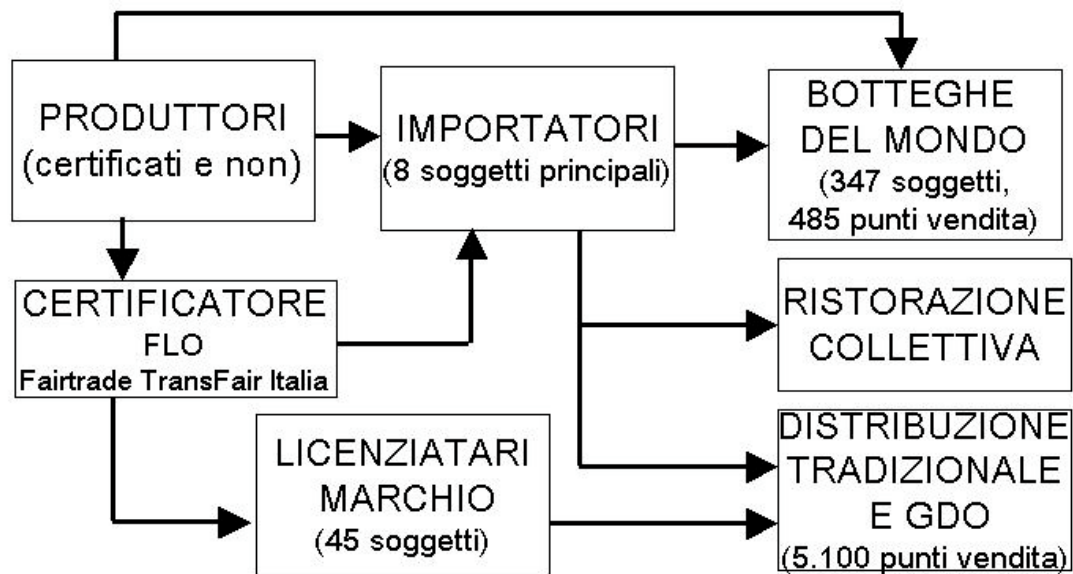 PRODUTTORI
(certificati e non)
IMPORTATORI
(8 soggetti principali)
BOTTEGHE
DEL MONDO
(347 soggetti,
485 punti vendita)
CERTIFICATORE
FLO
Fairtrade TransFair Italia
RISTORAZIONE
COLLETTIVA
LICENZIATARI
MARCHIO
(45 soggetti)
DISTRIBUZIONE
TRADIZIONALE
E GDO
(5.100 punti vendita)